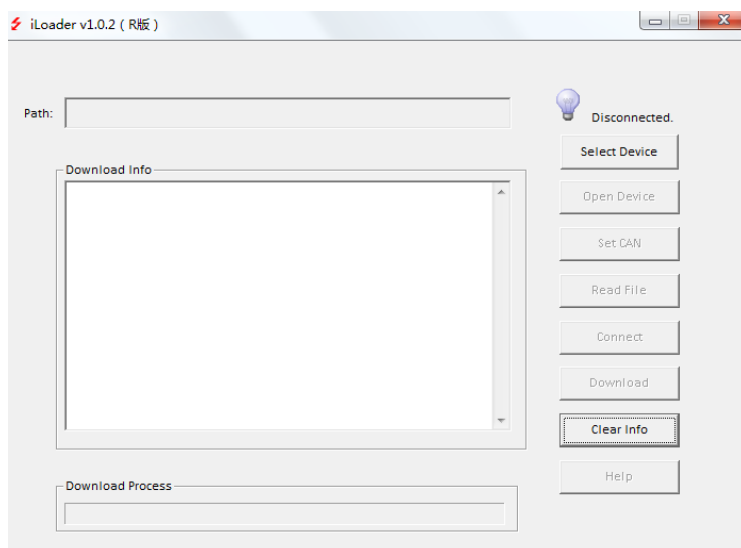 iLoader v1.0.2 ( R版 )
Path:
Disconnected.
Select Device
Download Info
Open Device
Set CAN
Read File
Connect
Download
Clear Info
Help
Download Process